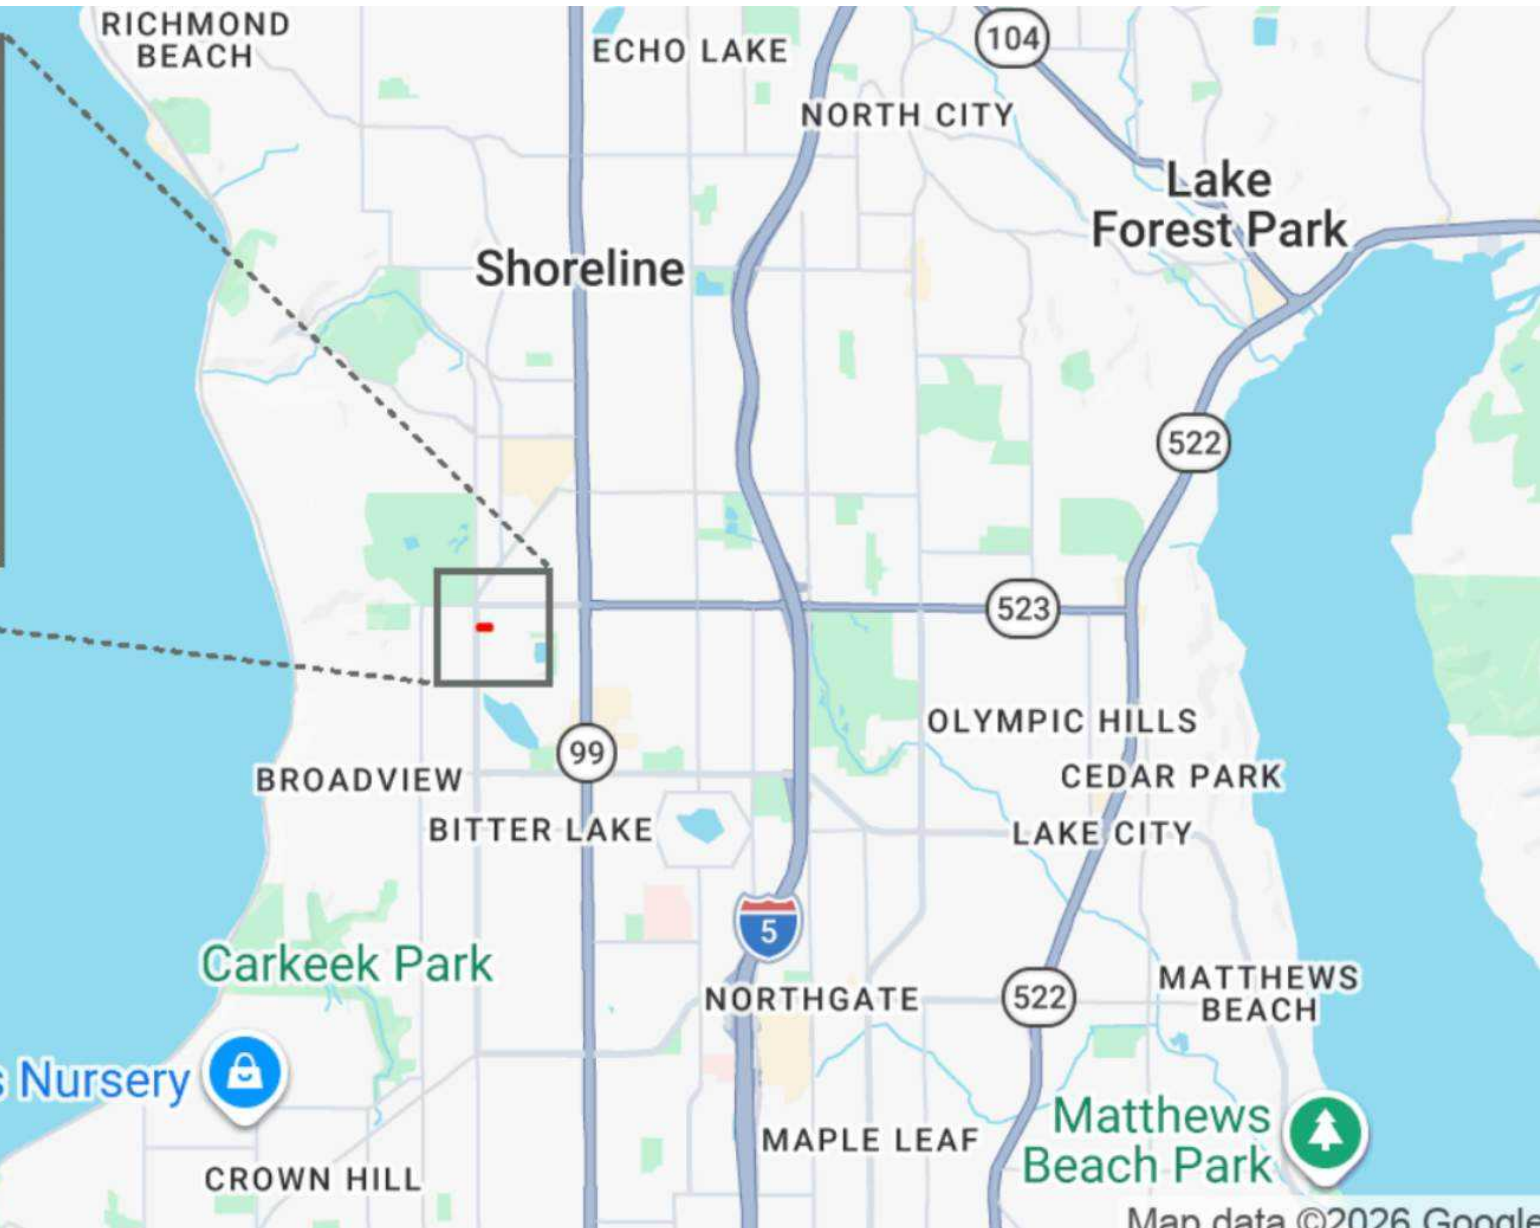 RICHMOND
BEACH
ECHO LAKE
104
NORTH CITY
Lake
Forest Park
Shoreline
522
523
OLYMPIC HILLS
99
BROADVIEW
CEDAR PARK
BITTER LAKE
LAKE CITY
5
Carkeek Park
NORTHGATE
522
MATTHEWS
BEACH
s Nursery
Matthews
Beach Park
MAPLE LEAF
CROWN HILL
Map data ©2026 Google